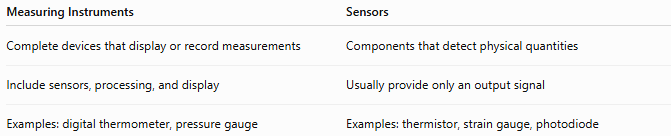 Measuring Instruments Sensors
Complete devices that display or record measurements Components that detect physical quantities
Include sensors, processing, and display Usually provide only an output signal
Examples: digital thermometer, pressure gauge Examples: thermistor, strain gauge, photodiode